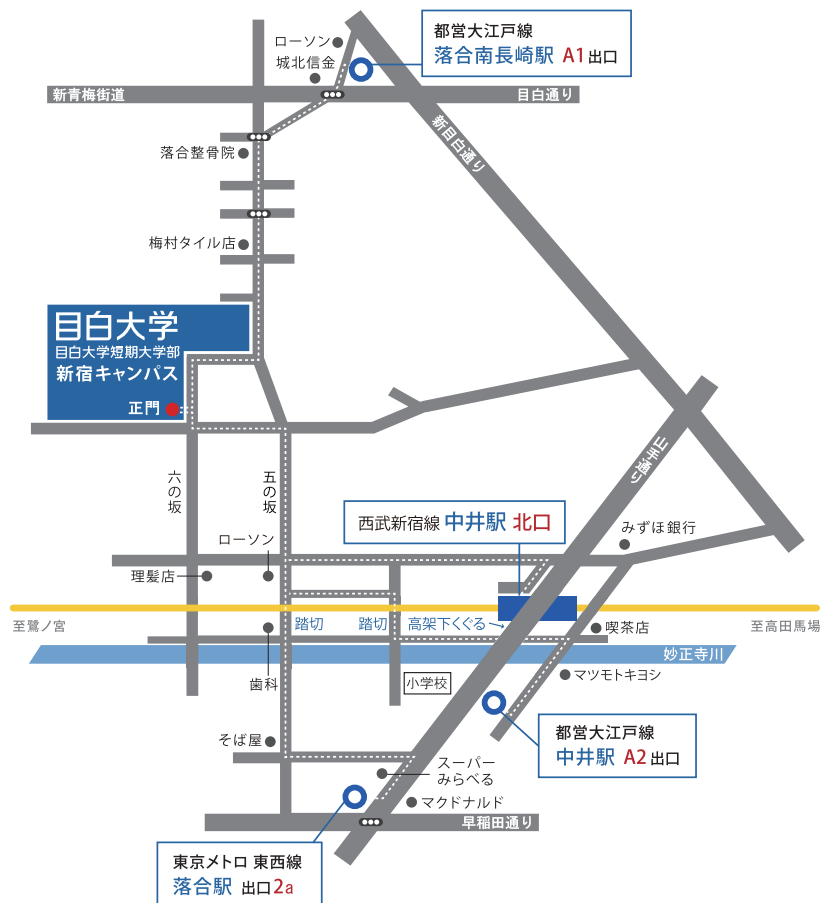 都営大江戸線
落合南長崎駅 A1 出口
ローソン
城北信金
新青梅街道
目白通り
新目白通り
落合整骨院
梅村タイル店
目白大学
目白大学短期大学部
新宿キャンパス
正門
山手通り
六の坂
五の坂
西武新宿線 中井駅 北口
みずほ銀行
ローソン
理髪店
至鷺ノ宮
踏切
踏切
高架下くぐる→
喫茶店
至高田馬場
妙正寺川
歯科
小学校
マツモトキヨシ
都営大江戸線
中井駅 A2 出口
そば屋
スーパー
みらべる
マクドナルド
早稲田通り
東京メトロ 東西線
落合駅 出口2a